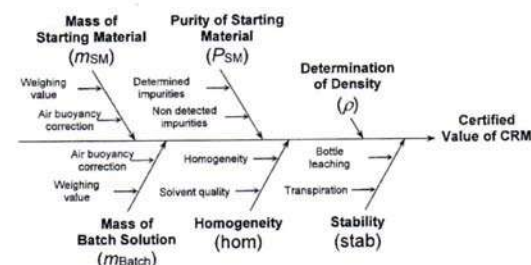 Mass of
Starting Material
(mSM)
Purity of Starting
Material
(PSM)
Weighing
value
Air buoyancy
correction
Determined
impurities
Non detected
impurities
Determination
of Density
(ρ)
Certified
Value of CRM
Air buoyancy
correction
Weighing
value
Homogeneity
Solvent quality
Bottle
leaching
Transpiration
Mass of
Batch Solution
(mBatch)
Homogeneity
(hom)
Stability
(stab)